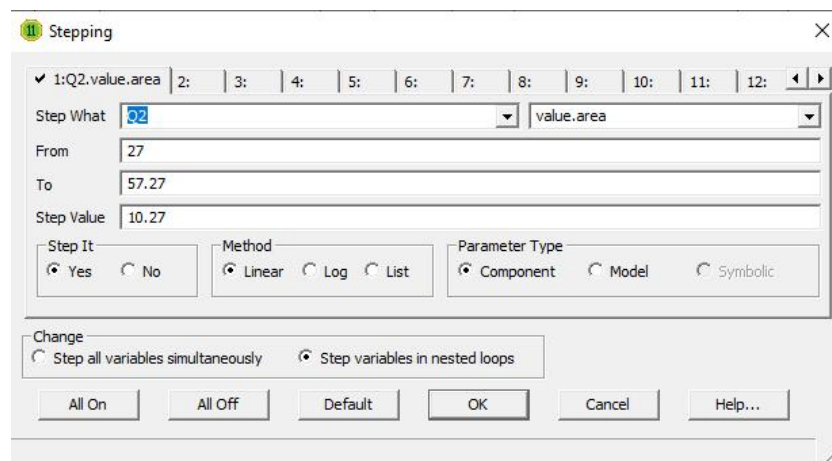 11 Stepping
1:Q2.value.area 2: 3: 4: 5: 6: 7: 8: 9: 10: 11: 12:
Step What Q2 value.area
From 27
To 57.27
Step Value 10.27
Step It Method Parameter Type
Yes No Linear Log List Component Model Symbolic
Change
Step all variables simultaneously Step variables in nested loops
All On All Off Default OK Cancel Help...